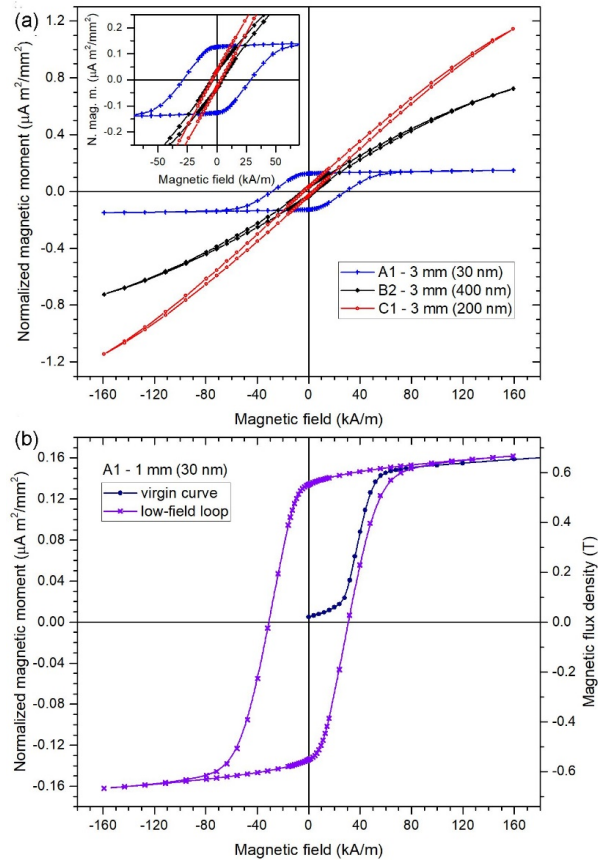 (a)
Normalized magnetic moment (μA m²/mm²)
1.2
0.8
0.4
0.0
-0.4
-0.8
-1.2
-160 -120 -80 -40 0 40 80 120 160
Magnetic field (kA/m)
N. mag. m. (μA m²/mm²)
0.2
0.1
0.0
-0.1
-0.2
-50 -25 0 25 50
Magnetic field (kA/m)
A1 - 3 mm (30 nm)
B2 - 3 mm (400 nm)
C1 - 3 mm (200 nm)
(b)
Normalized magnetic moment (μA m²/mm²)
0.16
0.12
0.08
0.04
0.00
-0.04
-0.08
-0.12
-0.16
A1 - 1 mm (30 nm)
virgin curve
low-field loop
0.6
0.4
0.2
0.0
-0.2
-0.4
-0.6
Magnetic flux density (T)
-160 -120 -80 -40 0 40 80 120 160
Magnetic field (kA/m)